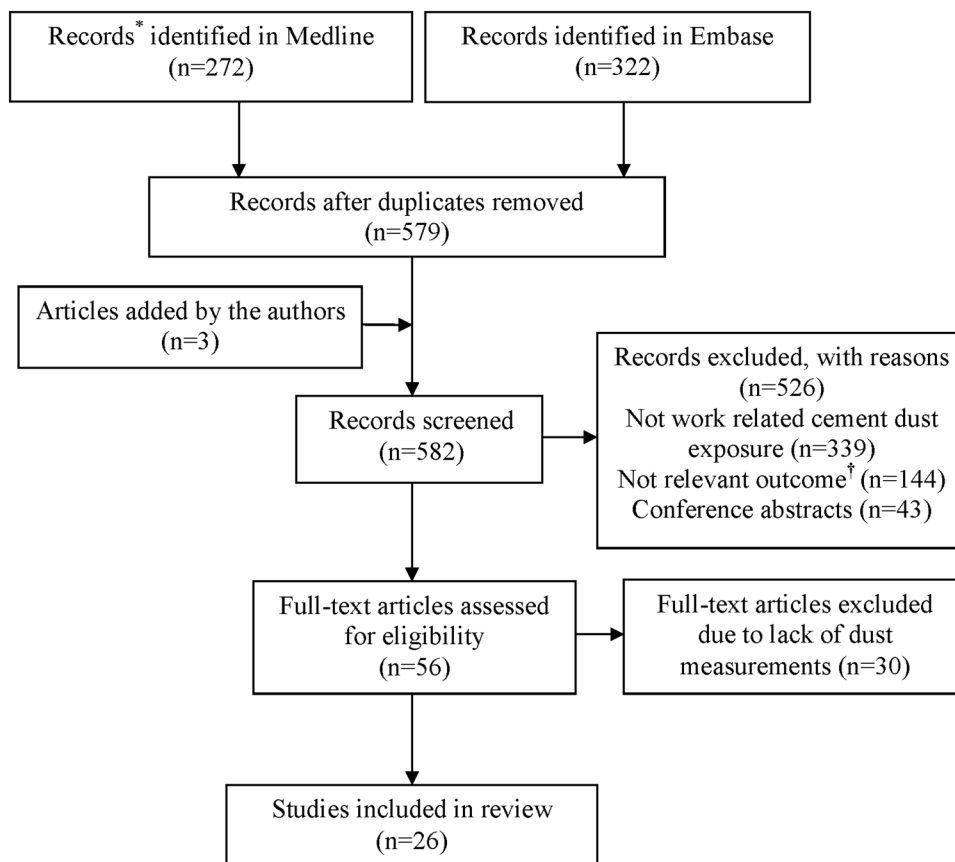 Records* identified in Medline
(n=272)
Records identified in Embase
(n=322)
Records after duplicates removed
(n=579)
Articles added by the authors
(n=3)
Records screened
(n=582)
Records excluded, with reasons
(n=526)
Not work related cement dust
exposure (n=339)
Not relevant outcome† (n=144)
Conference abstracts (n=43)
Full-text articles assessed
for eligibility
(n=56)
Full-text articles excluded
due to lack of dust
measurements (n=30)
Studies included in review
(n=26)